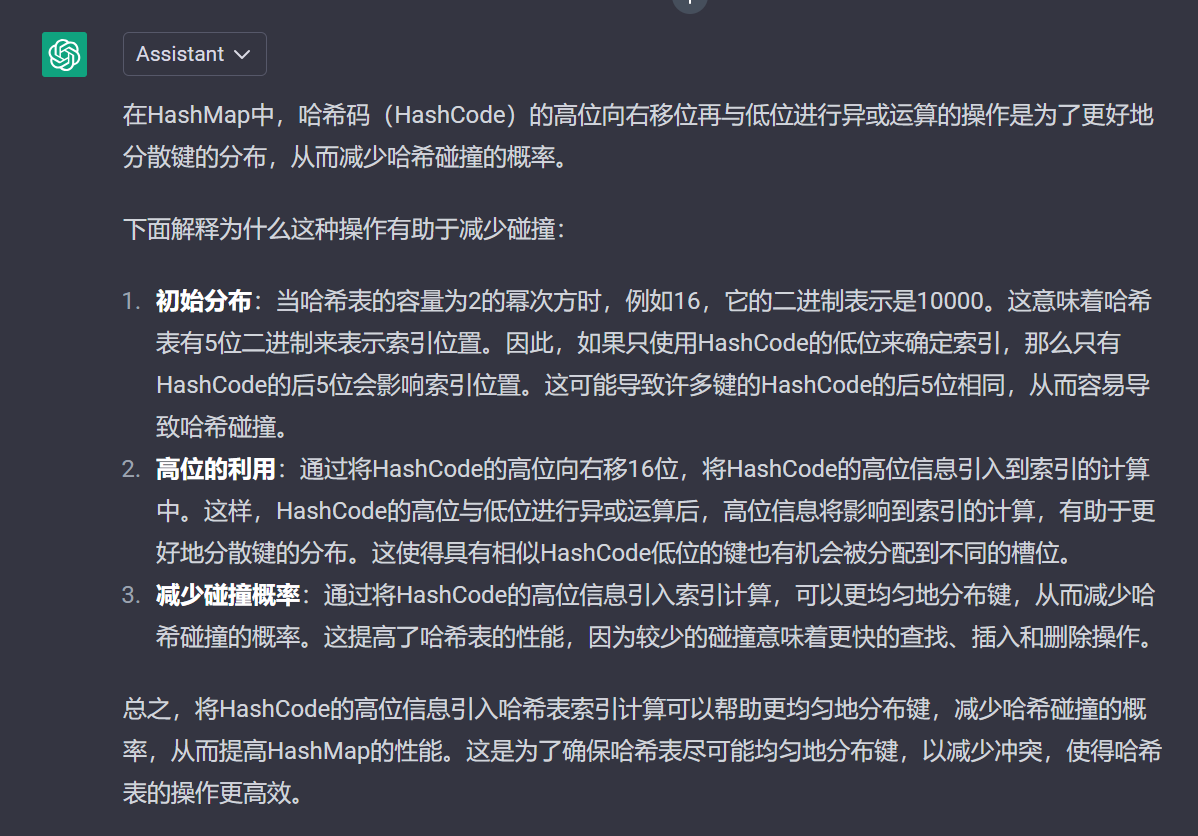 Assistant
在HashMap中，哈希码（HashCode）的高位向右移位再与低位进行异或运算的操作是为了更好地
分散键的分布，从而减少哈希碰撞的概率。
下面解释为什么这种操作有助于减少碰撞：
1. 初始分布：当哈希表的容量为2的幂次方时，例如16，它的二进制表示是10000。这意味着哈希
表有5位二进制来表示索引位置。因此，如果只使用HashCode的低位来确定索引，那么只有
HashCode的后5位会影响索引位置。这可能导致许多键的HashCode的后5位相同，从而容易导
致哈希碰撞。
2. 高位的利用：通过将HashCode的高位向右移16位，将HashCode的高位信息引入到索引的计算
中。这样，HashCode的高位与低位进行异或运算后，高位信息将影响到索引的计算，有助于更
好地分散键的分布。这使得具有相似HashCode低位的键也有机会被分配到不同的槽位。
3. 减少碰撞概率：通过将HashCode的高位信息引入索引计算，可以更均匀地分布键，从而减少哈
希碰撞的概率。这提高了哈希表的性能，因为较少的碰撞意味着更快的查找、插入和删除操作。
总之，将HashCode的高位信息引入哈希表索引计算可以帮助更均匀地分布键，减少哈希碰撞的概
率，从而提高HashMap的性能。这是为了确保哈希表尽可能均匀地分布键，以减少冲突，使得哈希
表的操作更高效。